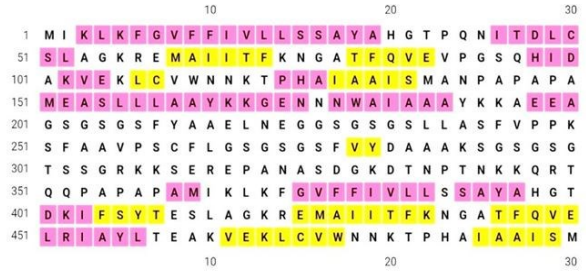 10 20 30
1 M I K L K F G V F F I V L L S S A Y A H G T P Q N I T D L C
51 S L A G K R E M A I I T F K N G A T F Q V E V P G S Q H I D
101 A K V E K L C V W N N K T P H A I A A I S M A N P A P A P A
151 M E A S L L L A A Y K K G E N N N W A I A A A Y K K A E E A
201 G S G S G S F Y A A E L N E G G S G S G S L L A S F V P P K
251 S F A A V P S C F L G S G S G S F V Y D A A A K S G S G S G
301 T S S G R K K S E R E P A N A S D G K D T N P T N K K Q R T
351 Q Q P A P A P A M I K L K F G V F F I V L L S S A Y A H G T
401 D K I F S Y T E S L A G K R E M A I I T F K N G A T F Q V E
451 L R I A Y L T E A K V E K L C V W N N K T P H A I A A I S M
10 20 30